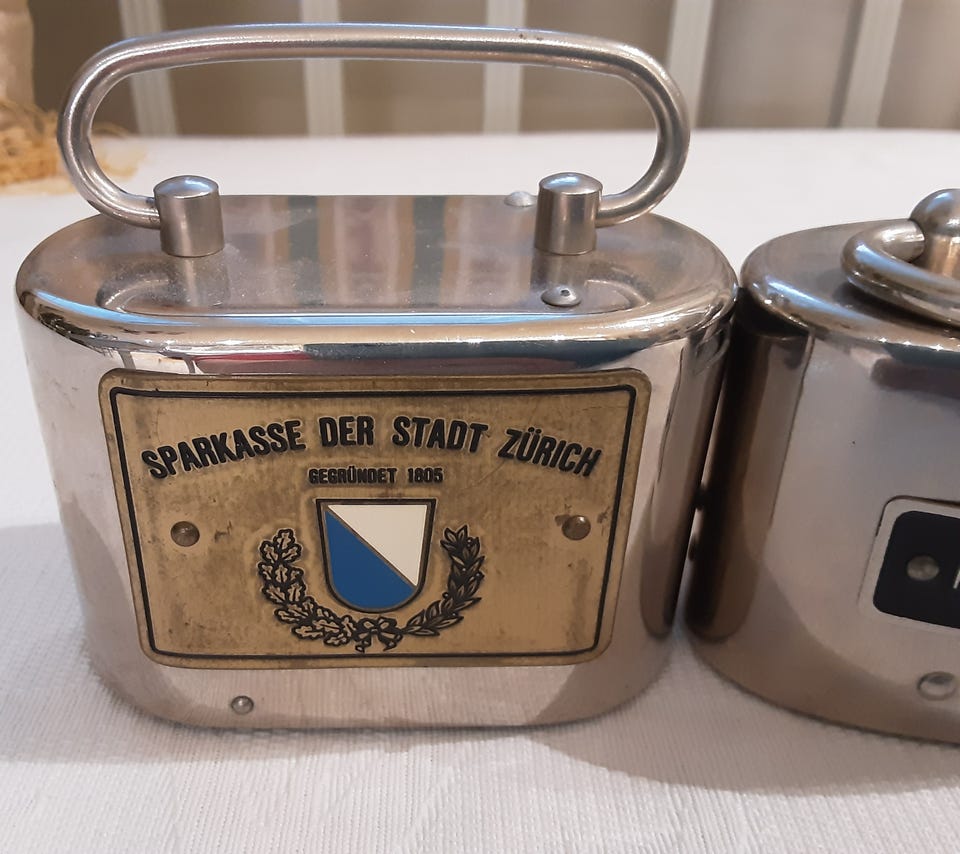 SPARKASSE DER STADT ZÜRICH
GEGRÜNDET 1805